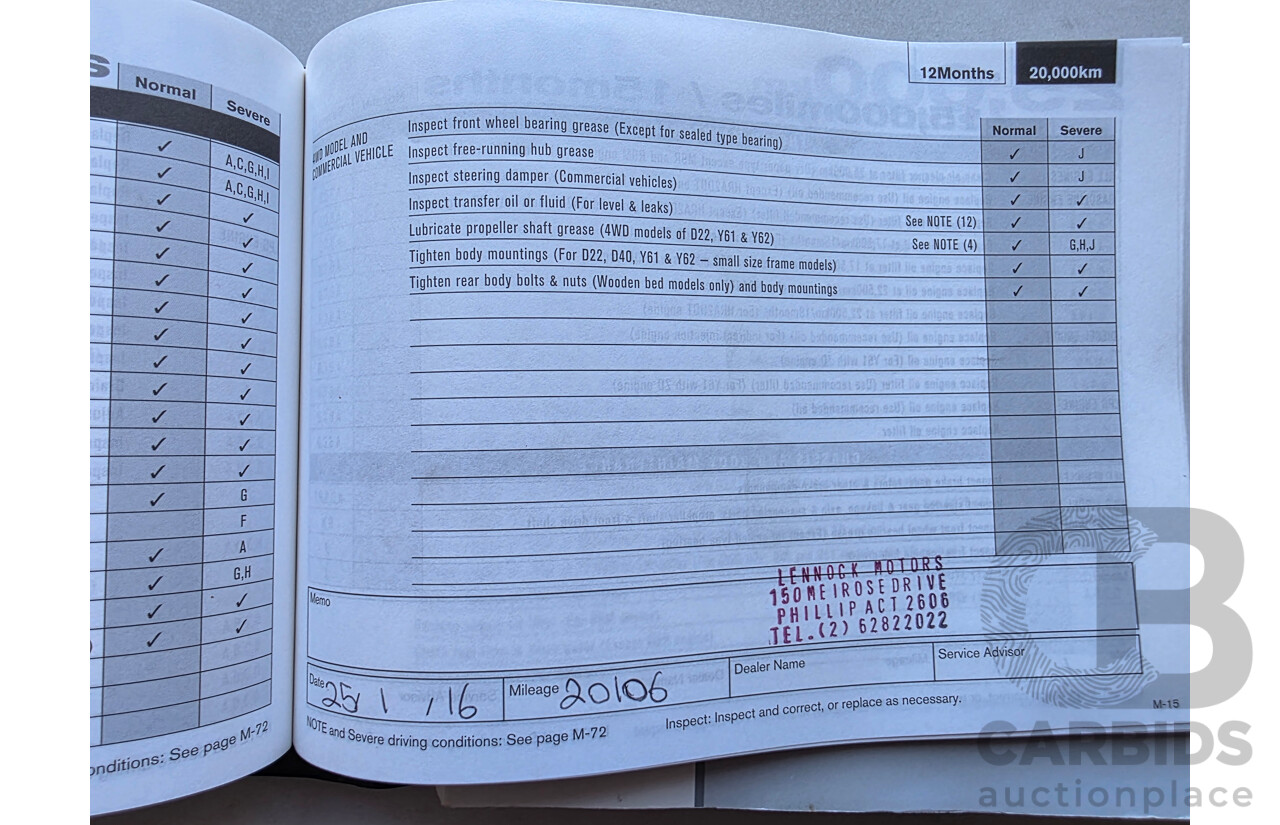 S
Normal
Severe
✓ A,C,G,H,I
✓ A,C,G,H,I
✓ ✓
✓ ✓
✓ ✓
✓ ✓
✓ ✓
✓ ✓
✓ ✓
✓ ✓
✓ ✓
✓ ✓
✓ ✓
✓ G
F
✓ A
✓ G,H
✓ ✓
✓ ✓
onditions: See page M-72
12Months
20,000km
Normal
Severe
4WD MODEL AND
COMMERCIAL VEHICLE
Inspect front wheel bearing grease (Except for sealed type bearing) ✓ J
Inspect free-running hub grease ✓ J
Inspect steering damper (Commercial vehicles) ✓ ✓
Inspect transfer oil or fluid (For level & leaks) See NOTE (12) ✓ ✓
Lubricate propeller shaft grease (4WD models of D22, Y61 & Y62) See NOTE (4) ✓ G,H,J
Tighten body mountings (For D22, D40, Y61 & Y62 – small size frame models) ✓ ✓
Tighten rear body bolts & nuts (Wooden bed models only) and body mountings ✓ ✓
Memo
LENNOCK MOTORS
150 MELROSE DRIVE
PHILLIP ACT 2606
TEL.(2) 62822022
Date 25/1/16
Mileage 20106
Dealer Name
Service Advisor
NOTE and Severe driving conditions: See page M-72
Inspect: Inspect and correct, or replace as necessary.
M-15
CARBIDS
auctionplace